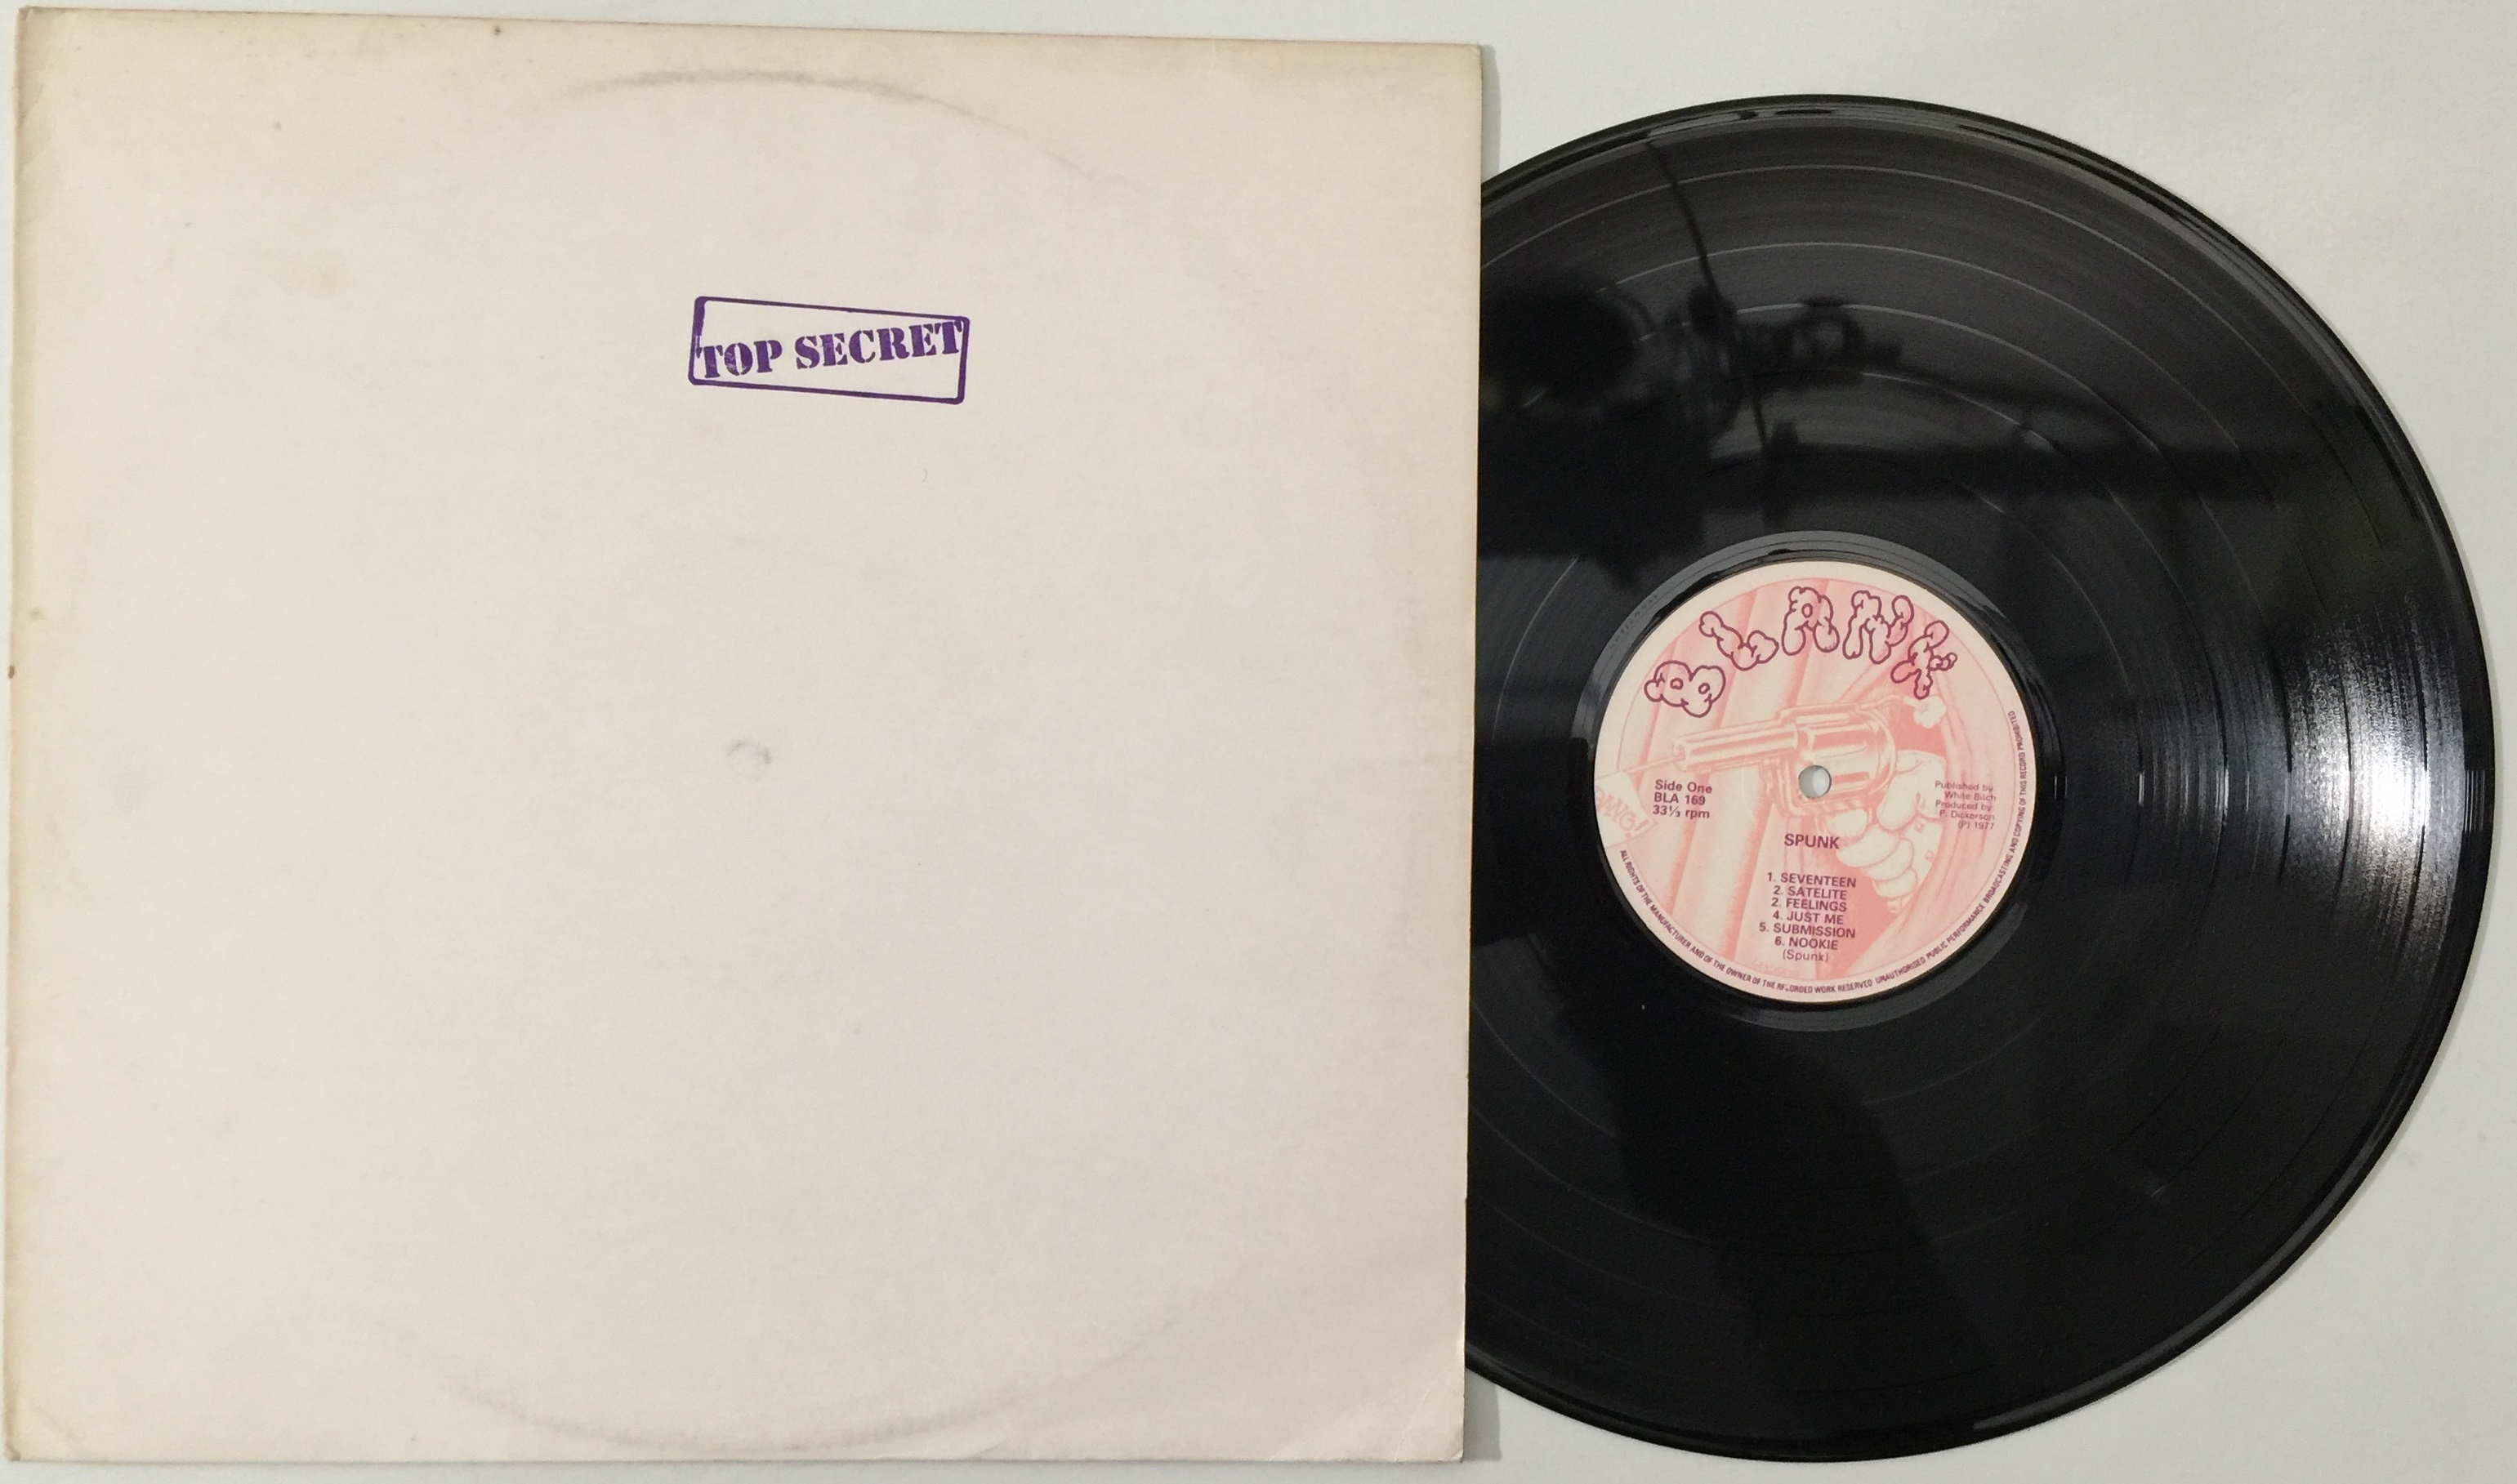 TOP SECRET
BLANK
BANG!
Side One
BLA 169
33⅓ rpm
Published by
White Bitch
Produced by:
P. Dickerson
(P) 1977
SPUNK
1. SEVENTEEN
2. SATELITE
2. FEELINGS
4. JUST ME
5. SUBMISSION
6. NOOKIE
(Spunk)
ALL RIGHTS OF THE MANUFACTURER AND OF THE OWNER OF THE RECORDED WORK RESERVED UNAUTHORISED PUBLIC PERFORMANCE BROADCASTING AND COPYING OF THIS RECORD PROHIBITED